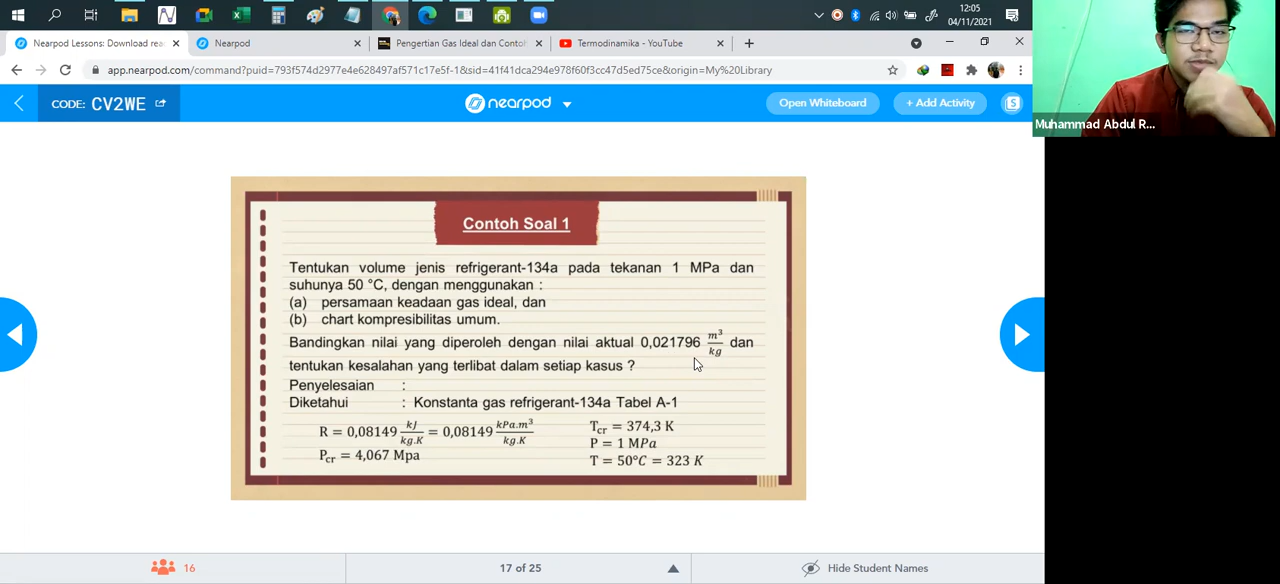 12:05
04/11/2021
Nearpod Lessons: Download rea
Nearpod
Pengertian Gas Ideal dan Contoh
Termodinamika - YouTube
app.nearpod.com/command?puid=793f574d2977e4e628497af571c17e5f-1&sid=41f41dca294e978f60f3cc47d5ed75ce&origin=My%20Library
CODE: CV2WE
nearpod
Open Whiteboard
+ Add Activity
S
Muhammad Abdul R...
Contoh Soal 1
Tentukan volume jenis refrigerant-134a pada tekanan 1 MPa dan
suhunya 50 °C, dengan menggunakan :
(a) persamaan keadaan gas ideal, dan
(b) chart kompresibilitas umum.
Bandingkan nilai yang diperoleh dengan nilai aktual 0,021796 m³/kg dan
tentukan kesalahan yang terlibat dalam setiap kasus ?
Penyelesaian :
Diketahui : Konstanta gas refrigerant-134a Tabel A-1
R = 0,08149 kJ/kg.K = 0,08149 kPa.m³/kg.K
P_cr = 4,067 Mpa
T_cr = 374,3 K
P = 1 MPa
T = 50°C = 323 K
16
17 of 25
Hide Student Names